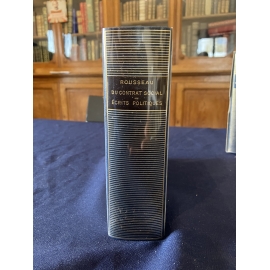 ROUSSEAU
DU CONTRAT SOCIAL
ÉCRITS POLITIQUES